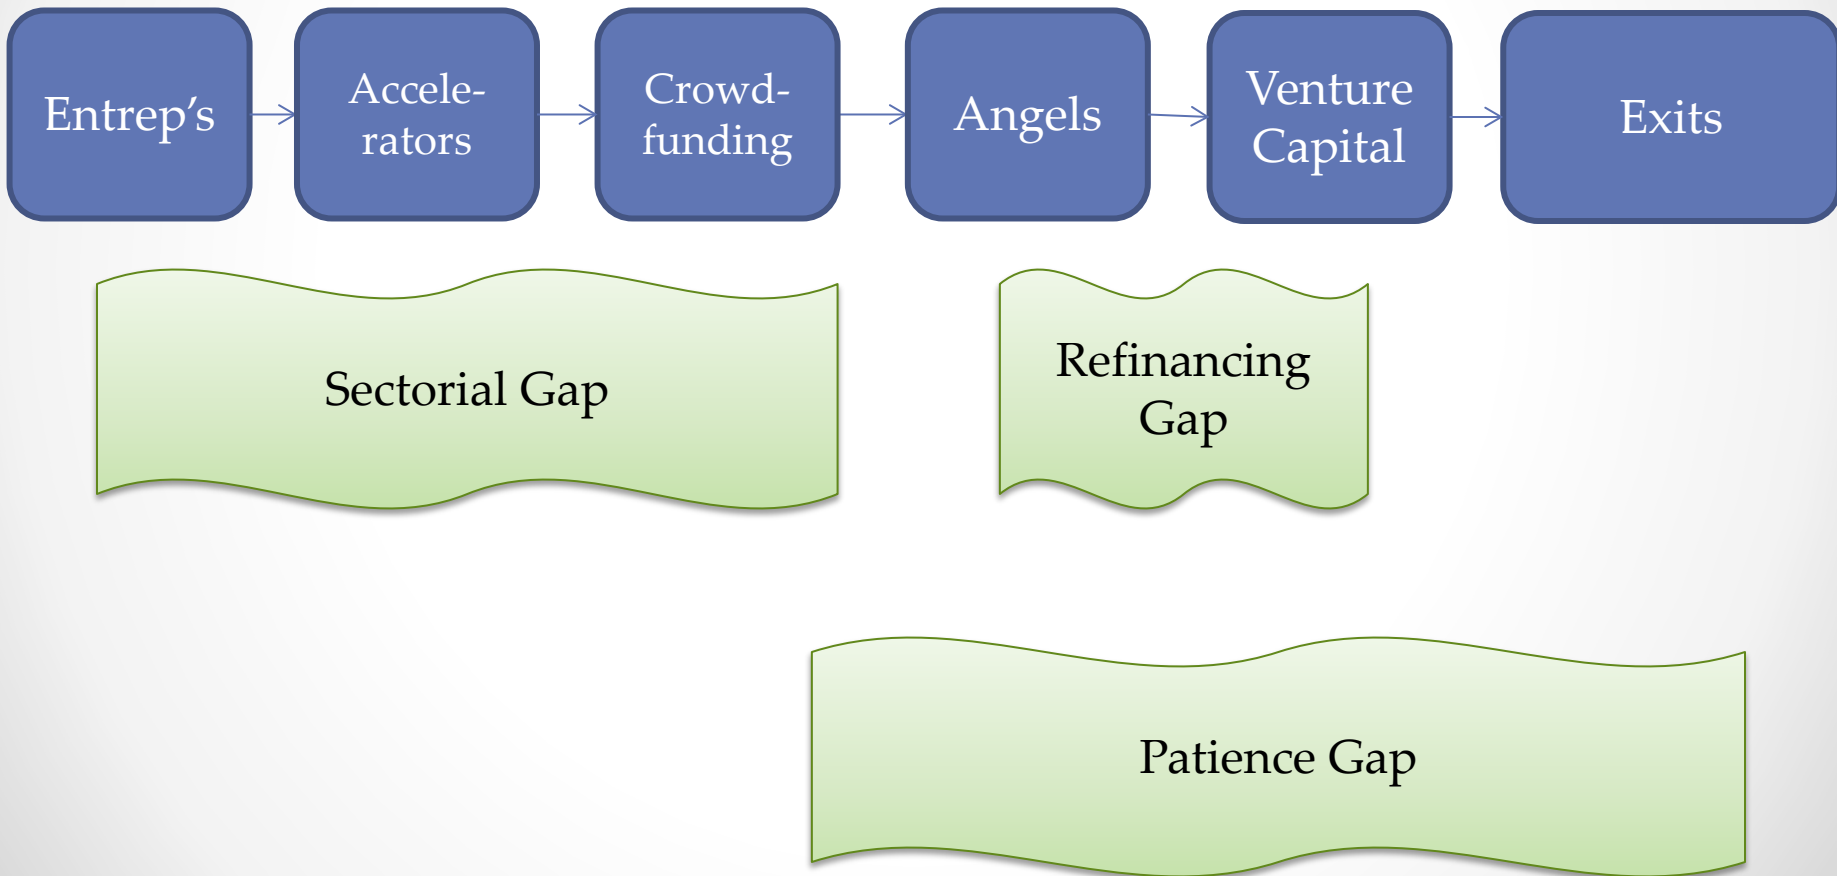 Entrep's
Accele-
rators
Crowd-
funding
Angels
Venture
Capital
Exits
Sectorial Gap
Refinancing
Gap
Patience Gap